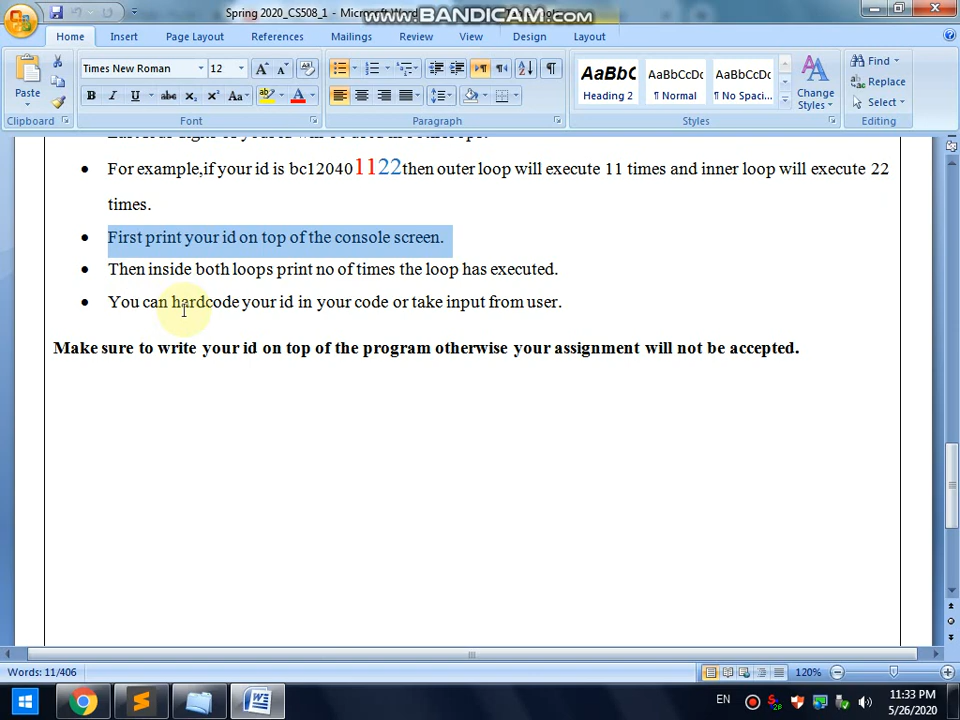 Spring 2020_CS508_1 - Microsoft Word
www.BANDICAM.com
Home Insert Page Layout References Mailings Review View Design Layout
Times New Roman 12 Find
Replace
Select
Paste
B I U abc X₂ X² Aa A
AaBbC AaBbCcDc AaBbCcDc
Heading 2 ¶ Normal ¶ No Spaci...
Change
Styles
Clipboard Font Paragraph Styles Editing
For example,if your id is bc120401122then outer loop will execute 11 times and inner loop will execute 22
times.
First print your id on top of the console screen.
Then inside both loops print no of times the loop has executed.
You can hardcode your id in your code or take input from user.
Make sure to write your id on top of the program otherwise your assignment will not be accepted.
Words: 11/406 120%
EN 11:33 PM
5/26/2020